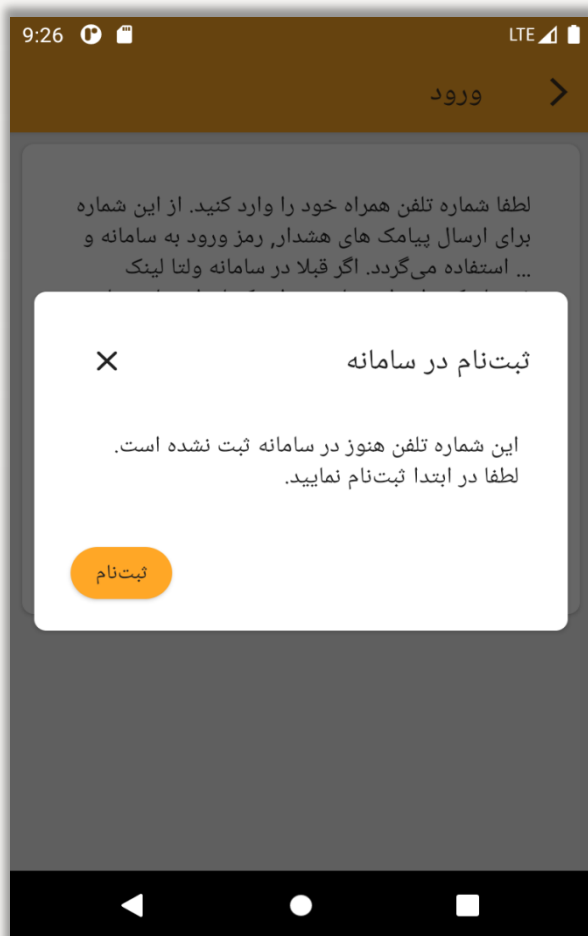 9:26
LTE
ورود
لطفا شماره تلفن همراه خود را وارد کنید. از این شماره
برای ارسال پیامک های هشدار, رمز ورود به سامانه و
... استفاده می‌گردد. اگر قبلا در سامانه ولتا لینک
ثبت‌نام در سامانه
این شماره تلفن هنوز در سامانه ثبت نشده است.
لطفا در ابتدا ثبت‌نام نمایید.
ثبت‌نام